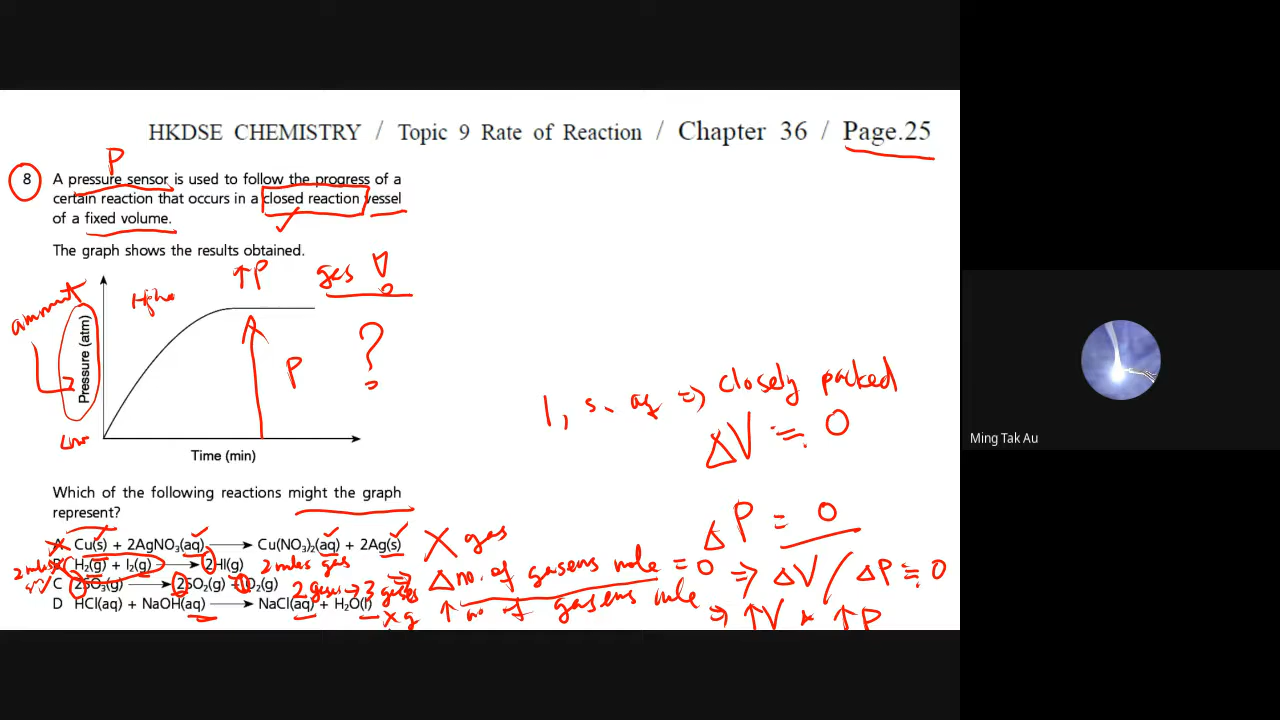 HKDSE CHEMISTRY / Topic 9 Rate of Reaction / Chapter 36 / Page.25
P
8 A pressure sensor is used to follow the progress of a
certain reaction that occurs in a closed reaction vessel
of a fixed volume.
The graph shows the results obtained.
↑P gas
amount
Pressure (atm)
P ?
Low
Time (min)
l, s, aq ⇒ closely packed
ΔV ≒ 0
Which of the following reactions might the graph
represent?
ΔP = 0
A Cu(s) + 2AgNO3(aq) → Cu(NO3)2(aq) + 2Ag(s) X gas
B H2(g) + I2(g) → 2HI(g) 2 moles gas
2 moles
⇒ Δ no. of gaseous mole = 0 ⇒ ΔV / ΔP ≒ 0
C 2SO3(g) → 2SO2(g) + O2(g) 2 gases → 3 gases
↑ no. of gaseous mole ⇒ ↑V & ↑P
D HCl(aq) + NaOH(aq) → NaCl(aq) + H2O(l) X g
Ming Tak Au